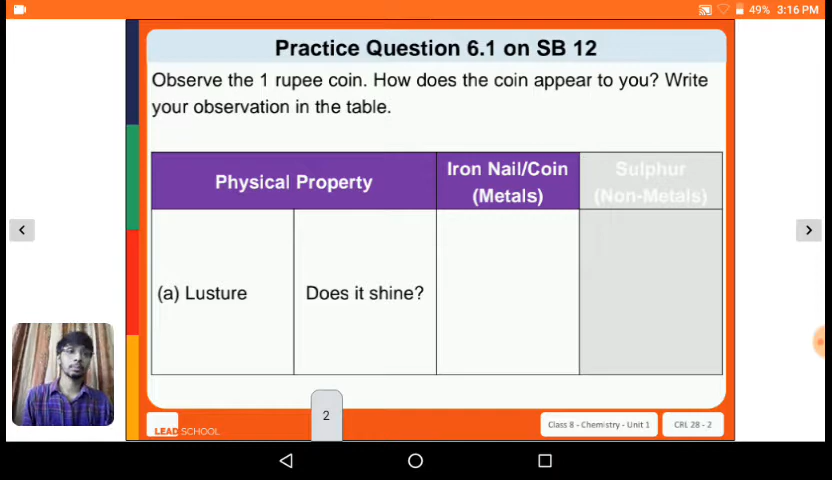 49% 3:16 PM
Practice Question 6.1 on SB 12
Observe the 1 rupee coin. How does the coin appear to you? Write
your observation in the table.
Physical Property
Iron Nail/Coin
(Metals)
Sulphur
(Non-Metals)
(a) Lusture
Does it shine?
2
LEAD SCHOOL
Class 8 - Chemistry - Unit 1
CRL 28 - 2